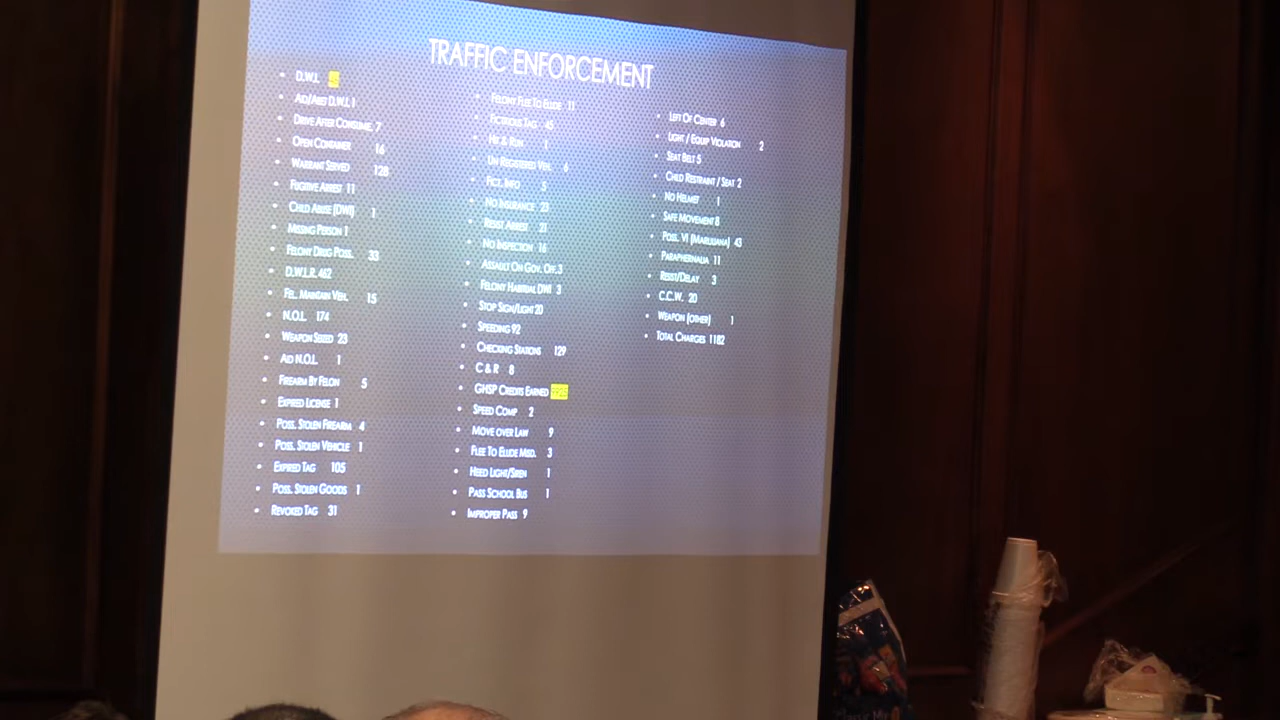 TRAFFIC ENFORCEMENT
• D.W.I.
• AID/ABET D.W.I. 1
• DRIVE AFTER CONSUME. 7
• OPEN CONTAINER 16
• WARRANT SERVED 128
• FUGITIVE ARREST 11
• CHILD ABUSE (DWI) 1
• MISSING PERSON 1
• FELONY DRUG POSS. 33
• D.W.L.R. 462
• FEL. MAINTAIN VEH. 15
• N.O.L 174
• WEAPON SEIZED 23
• AID N.O.L. 1
• FIREARM BY FELON 5
• EXPIRED LICENSE 1
• POSS. STOLEN FIREARM 4
• POSS. STOLEN VEHICLE 1
• EXPIRED TAG 105
• POSS. STOLEN GOODS 1
• REVOKED TAG 31
• FELONY FLEE TO ELUDE 11
• FICTITIOUS TAG 45
• HIT & RUN 1
• UN REGISTERED VEH. 6
• FICT. INFO 5
• NO INSURANCE
• RESIST ARREST
• NO INSPECTION 16
• ASSAULT ON GOV. OFF. 3
• FELONY HABITUAL DWI 3
• STOP SIGN/LIGHT 20
• SPEEDING 92
• CHECKING STATIONS 129
• C & R 8
• GHSP CREDITS EARNED
• SPEED COMP 2
• MOVE OVER LAW 9
• FLEE TO ELUDE MSD. 3
• HEED LIGHT/SIREN 1
• PASS SCHOOL BUS 1
• IMPROPER PASS 9
• LEFT OF CENTER 6
• LIGHT / EQUIP VIOLATION 2
• SEAT BELT 5
• CHILD RESTRAINT / SEAT 2
• NO HELMET 1
• SAFE MOVEMENT 8
• POSS. VI (MARIJUANA) 43
• PARAPHERNALIA 11
• RESIST/DELAY 3
• C.C.W. 20
• WEAPON (OTHER) 1
• TOTAL CHARGES 1182